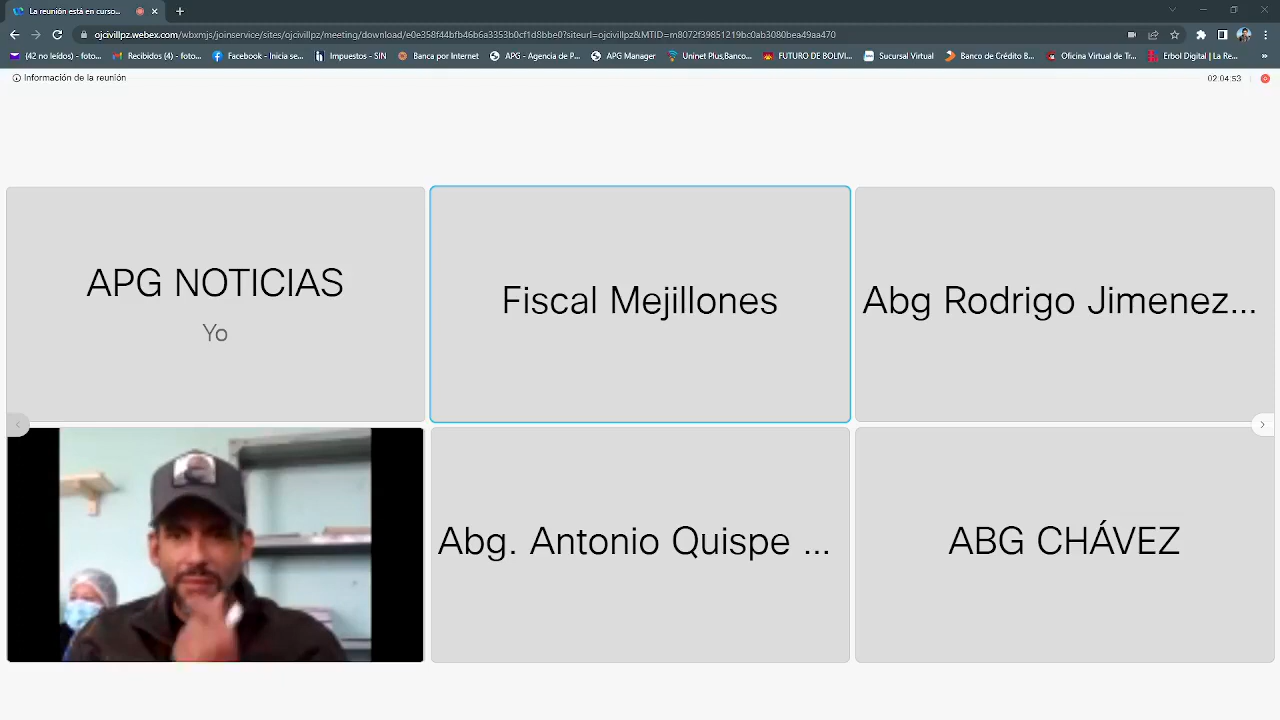 La reunión está en curso...
ojcivillpz.webex.com/wbxmjs/joinservice/sites/ojcivillpz/meeting/download/e0e358f44bfb46b6a3353b0cf1d8bbe0?siteurl=ojcivillpz&MTID=m8072f39851219bc0ab3080bea49aa470
(42 no leídos) - foto... Recibidos (4) - foto... Facebook - Inicia se... Impuestos - SIN Banca por Internet APG - Agencia de P... APG Manager Uninet Plus,Banco... FUTURO DE BOLIVI... Sucursal Virtual Banco de Crédito B... Oficina Virtual de Tr... Erbol Digital | La Re... »
Información de la reunión 02:04:53
APG NOTICIAS
Yo
Fiscal Mejillones
Abg Rodrigo Jimenez...
Abg. Antonio Quispe ...
ABG CHÁVEZ